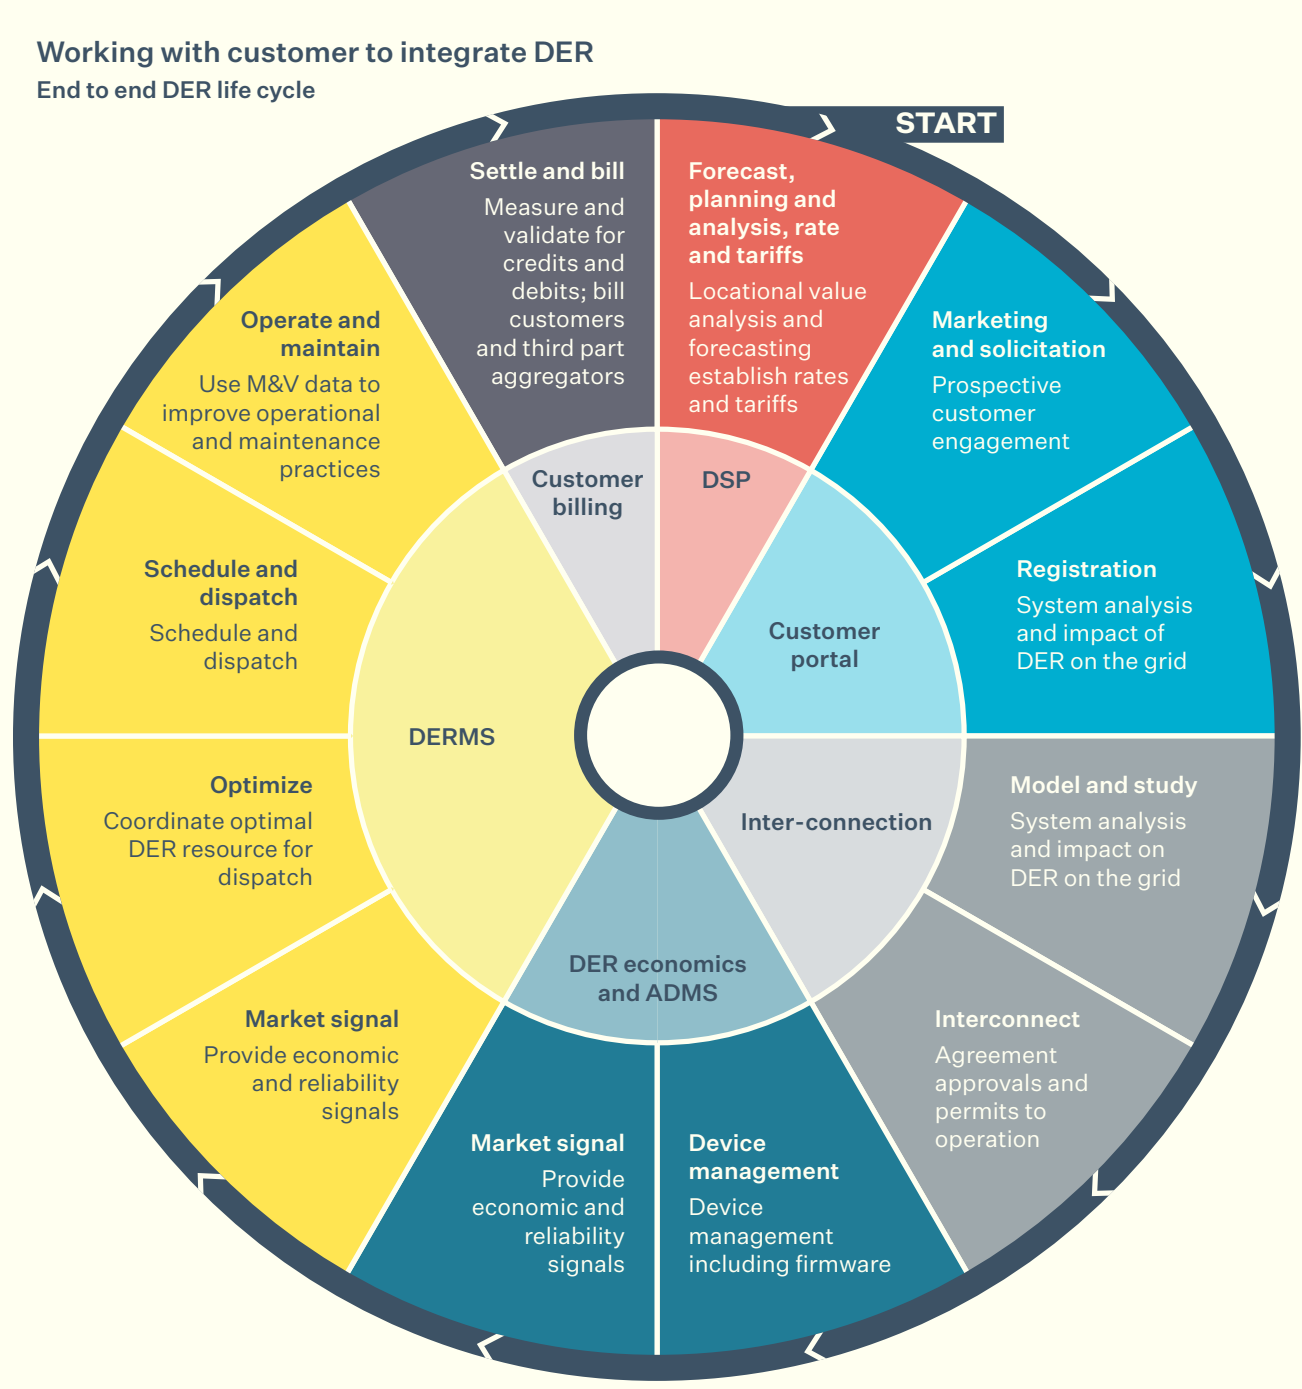 Working with customer to integrate DER
End to end DER life cycle
START
Forecast,
planning and
analysis, rate
and tariffs
Locational value
analysis and
forecasting
establish rates
and tariffs
DSP
Marketing
and solicitation
Prospective
customer
engagement
Registration
System analysis
and impact of
DER on the grid
Customer
portal
Model and study
System analysis
and impact on
DER on the grid
Interconnect
Agreement
approvals and
permits to
operation
Inter-connection
Device
management
Device
management
including firmware
Market signal
Provide
economic and
reliability
signals
DER economics
and ADMS
Market signal
Provide economic
and reliability
signals
Optimize
Coordinate optimal
DER resource for
dispatch
Schedule and
dispatch
Schedule and
dispatch
Operate and
maintain
Use M&V data to
improve operational
and maintenance
practices
DERMS
Settle and bill
Measure and
validate for
credits and
debits; bill
customers
and third part
aggregators
Customer
billing